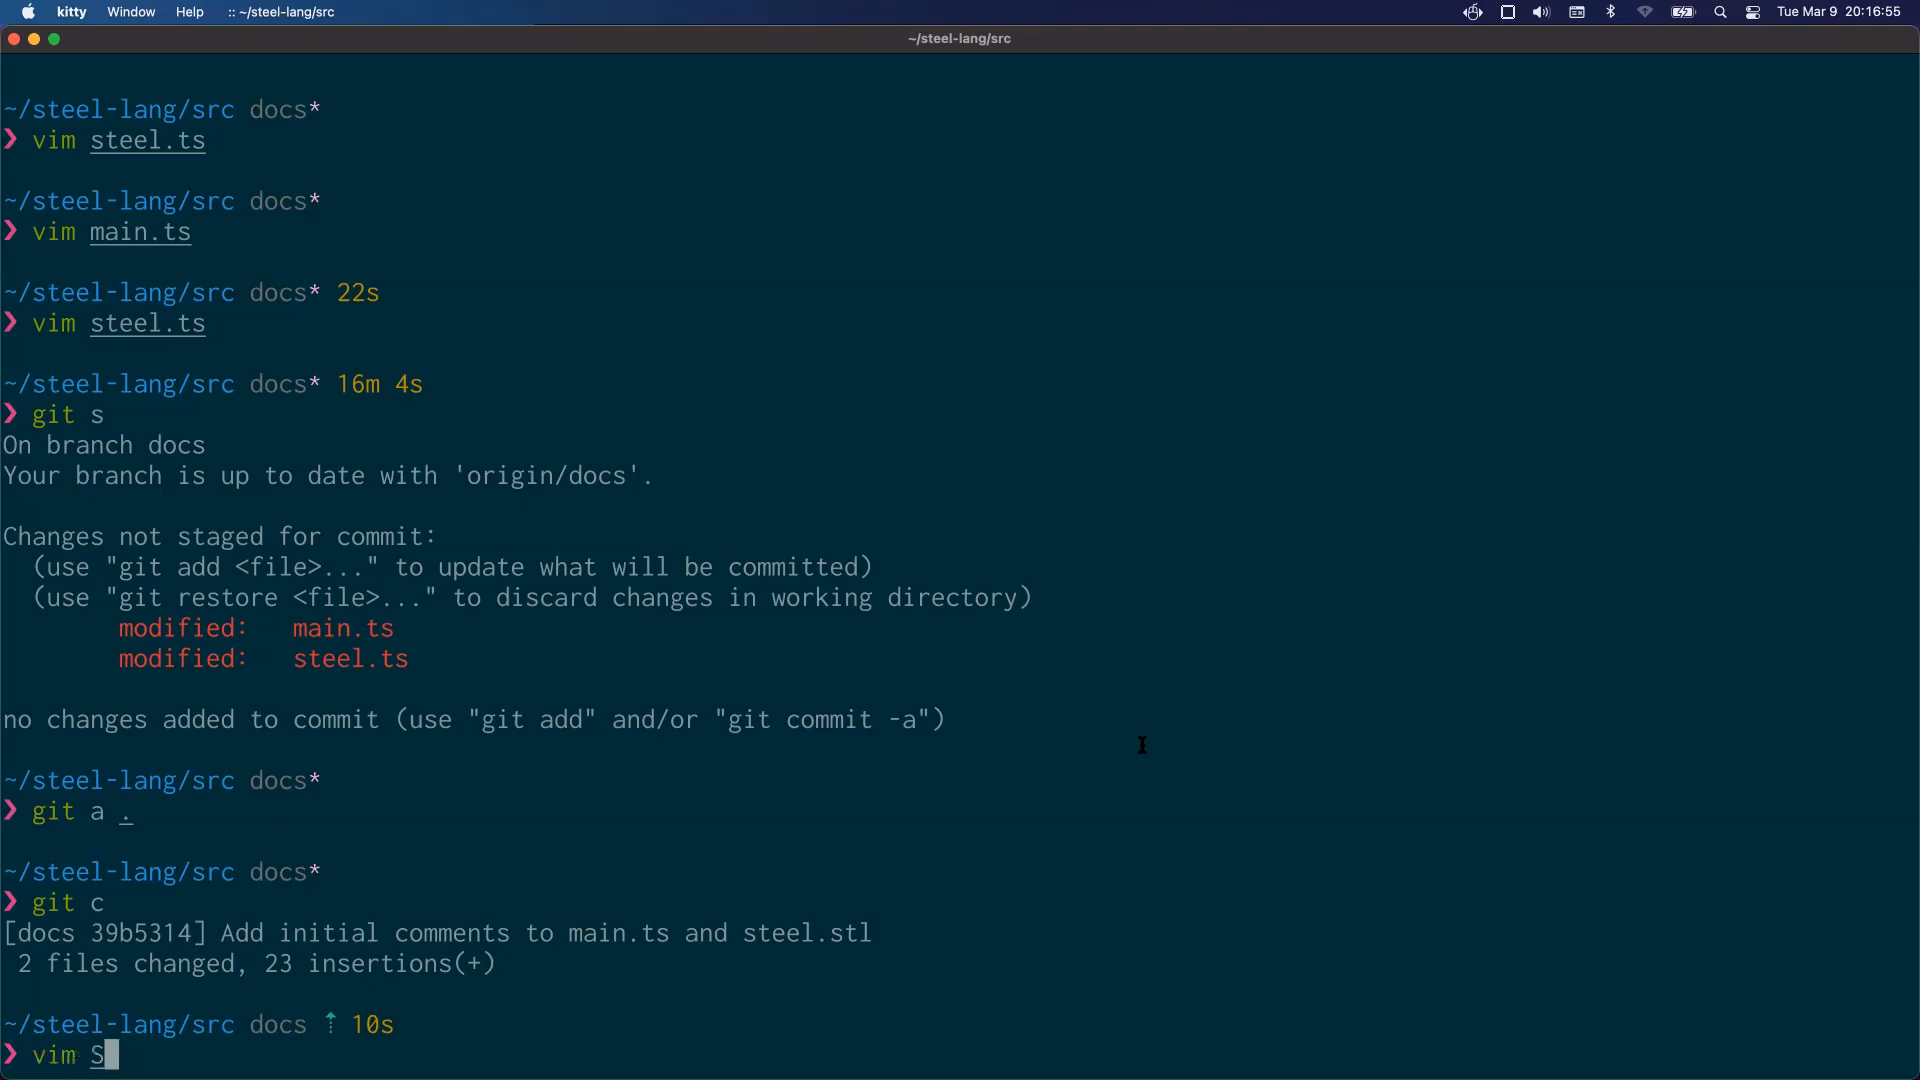 kitty Window Help :: ~/steel-lang/src Tue Mar 9 20:16:55
~/steel-lang/src
~/steel-lang/src docs*
❯ vim steel.ts
~/steel-lang/src docs*
❯ vim main.ts
~/steel-lang/src docs* 22s
❯ vim steel.ts
~/steel-lang/src docs* 16m 4s
❯ git s
On branch docs
Your branch is up to date with 'origin/docs'.
Changes not staged for commit:
(use "git add <file>..." to update what will be committed)
(use "git restore <file>..." to discard changes in working directory)
modified: main.ts
modified: steel.ts
no changes added to commit (use "git add" and/or "git commit -a")
~/steel-lang/src docs*
❯ git a .
~/steel-lang/src docs*
❯ git c
[docs 39b5314] Add initial comments to main.ts and steel.stl
2 files changed, 23 insertions(+)
~/steel-lang/src docs ⇡ 10s
❯ vim S